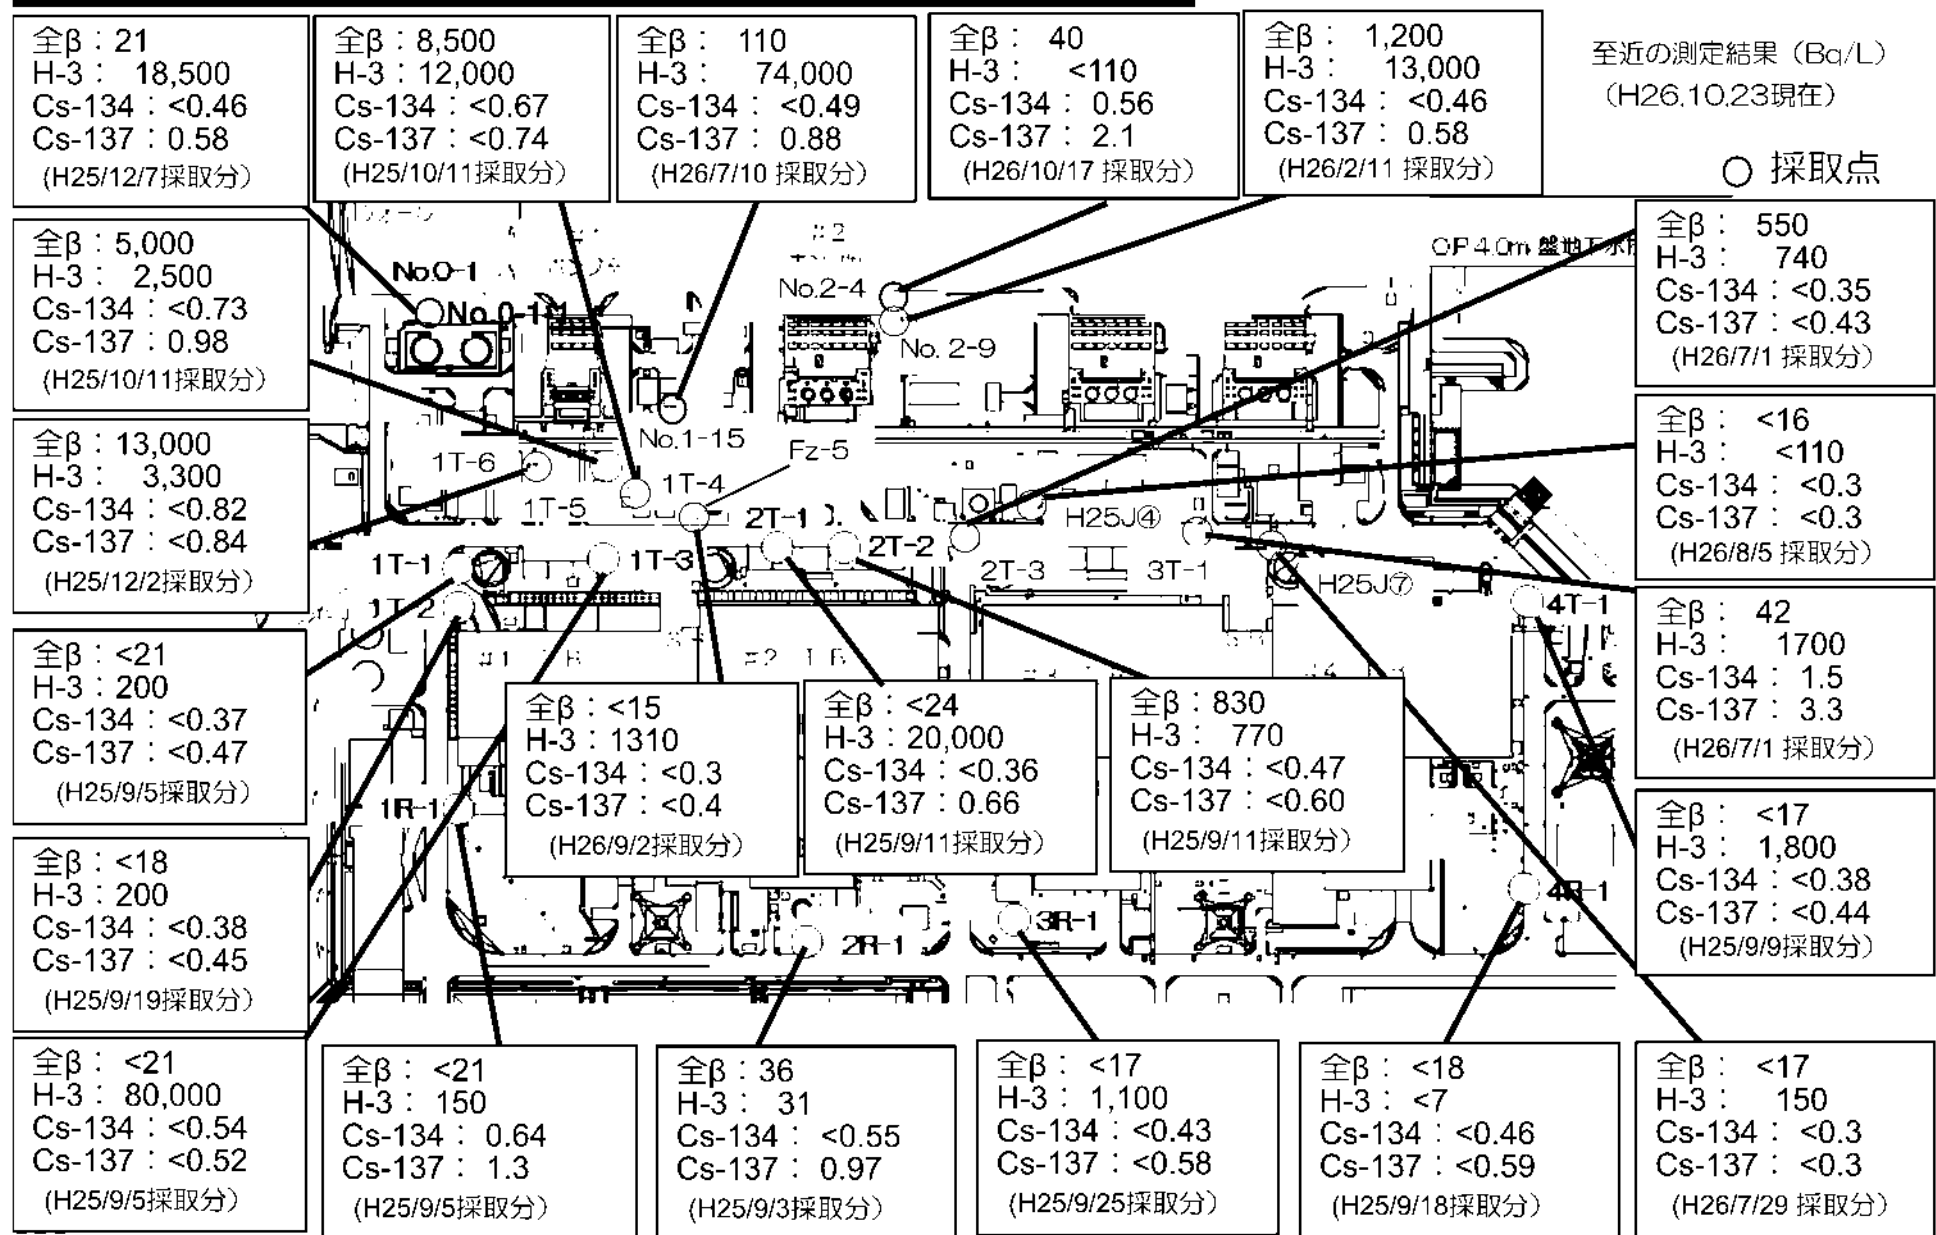 全β：21
H-3： 18,500
Cs-134：<0.46
Cs-137：0.58
(H25/12/7採取分)
全β：8,500
H-3：12,000
Cs-134：<0.67
Cs-137：<0.74
(H25/10/11採取分)
全β： 110
H-3： 74,000
Cs-134：<0.49
Cs-137： 0.88
(H26/7/10 採取分)
全β： 40
H-3： <110
Cs-134： 0.56
Cs-137： 2.1
(H26/10/17 採取分)
全β： 1,200
H-3： 13,000
Cs-134： <0.46
Cs-137： 0.58
(H26/2/11 採取分)
至近の測定結果（Bq/L）
（H26.10.23現在）
○ 採取点
全β：5,000
H-3： 2,500
Cs-134：<0.73
Cs-137：0.98
(H25/10/11採取分)
全β： 550
H-3： 740
Cs-134：<0.35
Cs-137：<0.43
(H26/7/1 採取分)
#2
No.0-1
No.2-4
No. 2-9
No.1-15
Fz-5
全β：13,000
H-3： 3,300
Cs-134：<0.82
Cs-137：<0.84
(H25/12/2採取分)
全β： <16
H-3： <110
Cs-134：<0.3
Cs-137：<0.3
(H26/8/5 採取分)
1T-6
1T-5
1T-4
2T-1
H25J④
1T-1
1T-3
2T-2
2T-3
3T-1
H25J⑦
1T-2
4T-1
全β：<21
H-3：200
Cs-134：<0.37
Cs-137：<0.47
(H25/9/5採取分)
全β： 42
H-3： 1700
Cs-134： 1.5
Cs-137： 3.3
(H26/7/1 採取分)
全β：<15
H-3：1310
Cs-134：<0.3
Cs-137：<0.4
(H26/9/2採取分)
全β：<24
H-3：20,000
Cs-134：<0.36
Cs-137：0.66
(H25/9/11採取分)
全β：830
H-3： 770
Cs-134：<0.47
Cs-137：<0.60
(H25/9/11採取分)
1R-1
全β：<18
H-3：200
Cs-134：<0.38
Cs-137：<0.45
(H25/9/19採取分)
全β： <17
H-3： 1,800
Cs-134：<0.38
Cs-137：<0.44
(H25/9/9採取分)
2R-1
3R-1
4R-1
全β： <21
H-3：80,000
Cs-134：<0.54
Cs-137：<0.52
(H25/9/5採取分)
全β： <21
H-3： 150
Cs-134： 0.64
Cs-137： 1.3
(H25/9/5採取分)
全β：36
H-3： 31
Cs-134： <0.55
Cs-137： 0.97
(H25/9/3採取分)
全β： <17
H-3：1,100
Cs-134：<0.43
Cs-137：<0.58
(H25/9/25採取分)
全β： <18
H-3： <7
Cs-134：<0.46
Cs-137：<0.59
(H25/9/18採取分)
全β： <17
H-3： 150
Cs-134： <0.3
Cs-137： <0.3
(H26/7/29 採取分)